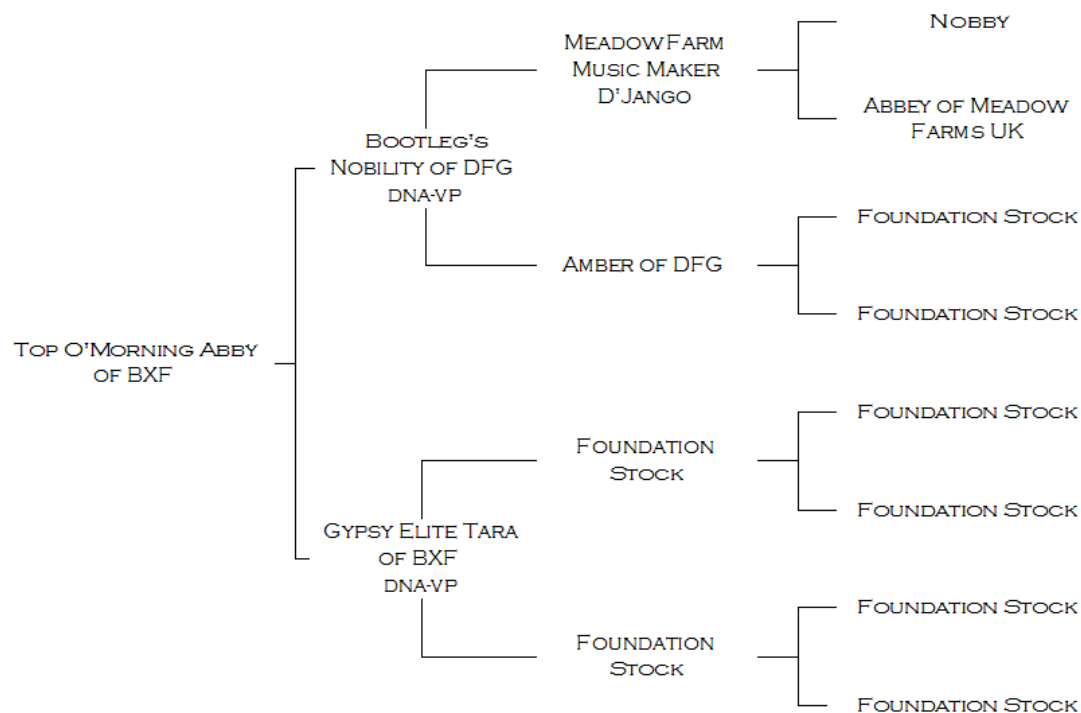 Nobby
Meadow Farm
Music Maker
D'Jango
Abbey of Meadow
Farms UK
Bootleg's
Nobility of DFG
DNA-VP
Foundation Stock
Amber of DFG
Foundation Stock
Top O'Morning Abby
of BXF
Foundation Stock
Foundation
Stock
Foundation Stock
Gypsy Elite Tara
of BXF
DNA-VP
Foundation Stock
Foundation
Stock
Foundation Stock